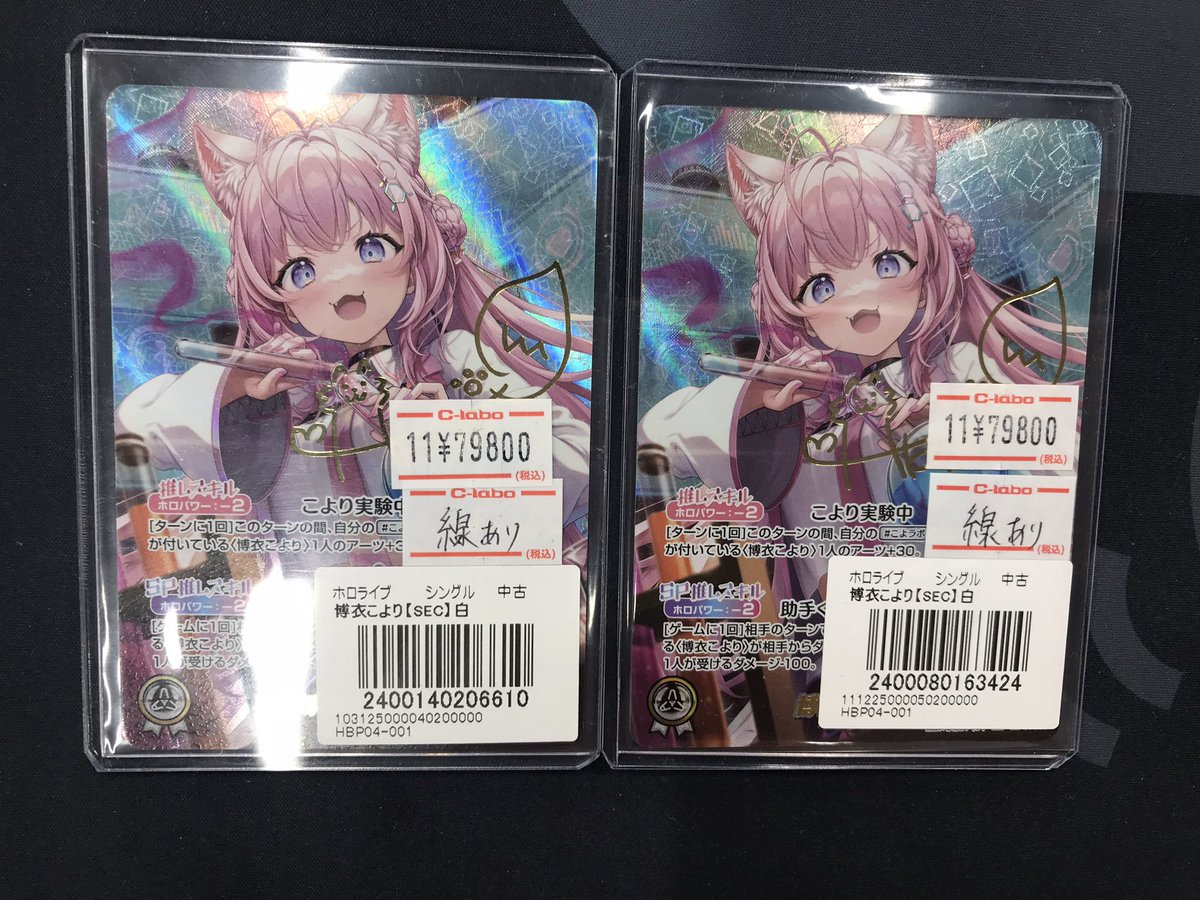 C-labo
11¥79800
(税込)
C-labo
線あり
(税込)
推しスキル
ホロパワー:-2
こより実験中
[ターンに1回]このターンの間、自分の[#こよ
が付いている〈博衣こより〉1人のアーツ+3
SP推しスキル
ホロパワー:-2
[ゲームに1回]
る〈博衣こより〉
1人が受けるダメ
ホロライブ シングル 中古
博衣こより【SEC】白
2400140206610
103125000040200000
HBP04-001
C-labo
11¥79800
(税込)
C-labo
線あり
(税込)
推しスキル
ホロパワー:-2
こより実験中
[ターンに1回]このターンの間、自分の[#こよラボ
が付いている〈博衣こより〉1人のアーツ+30。
SP推しスキル
ホロパワー:-2
助手く
[ゲームに1回]相手のターンで
る〈博衣こより〉が相手からダ
1人が受けるダメージ-100。
ホロライブ シングル 中古
博衣こより【SEC】白
2400080163424
111225000050200000
HBP04-001